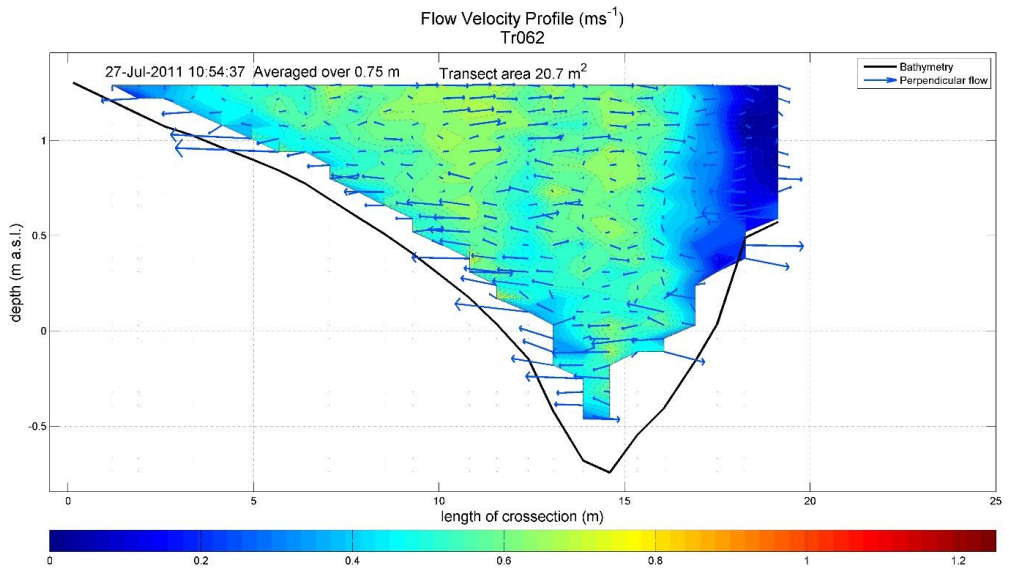 Flow Velocity Profile (ms⁻¹)
Tr062
27-Jul-2011 10:54:37 Averaged over 0.75 m Transect area 20.7 m²
Bathymetry
Perpendicular flow
depth (m a.s.l.)
1
0.5
0
-0.5
0 5 10 15 20 25
length of crossection (m)
0 0.2 0.4 0.6 0.8 1 1.2